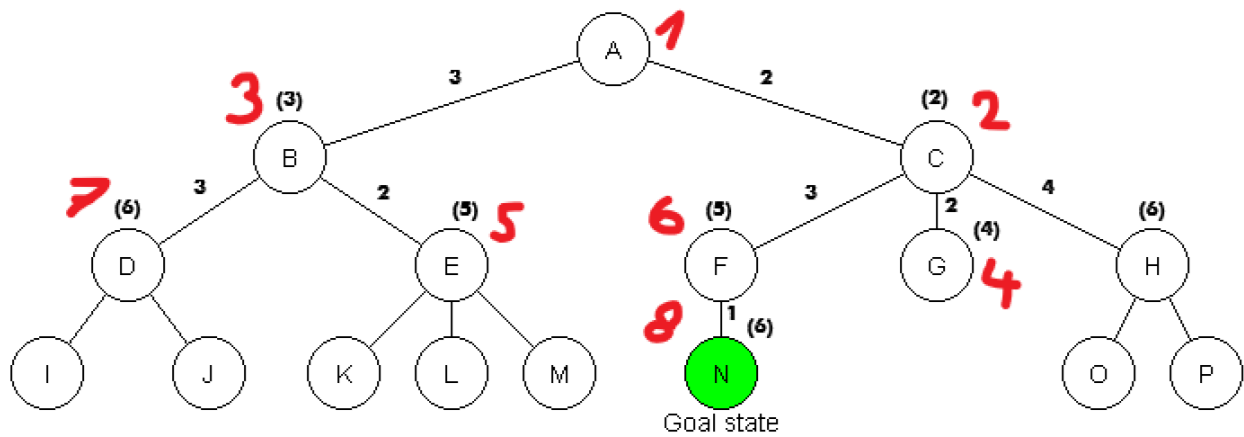 A 1
3 2
3 (3) (2) 2
B C
3 2 3 2 4
7 (6) (5) 5 6 (5) (4) (6)
D E F G H
4
8 1 (6)
I J K L M N O P
Goal state